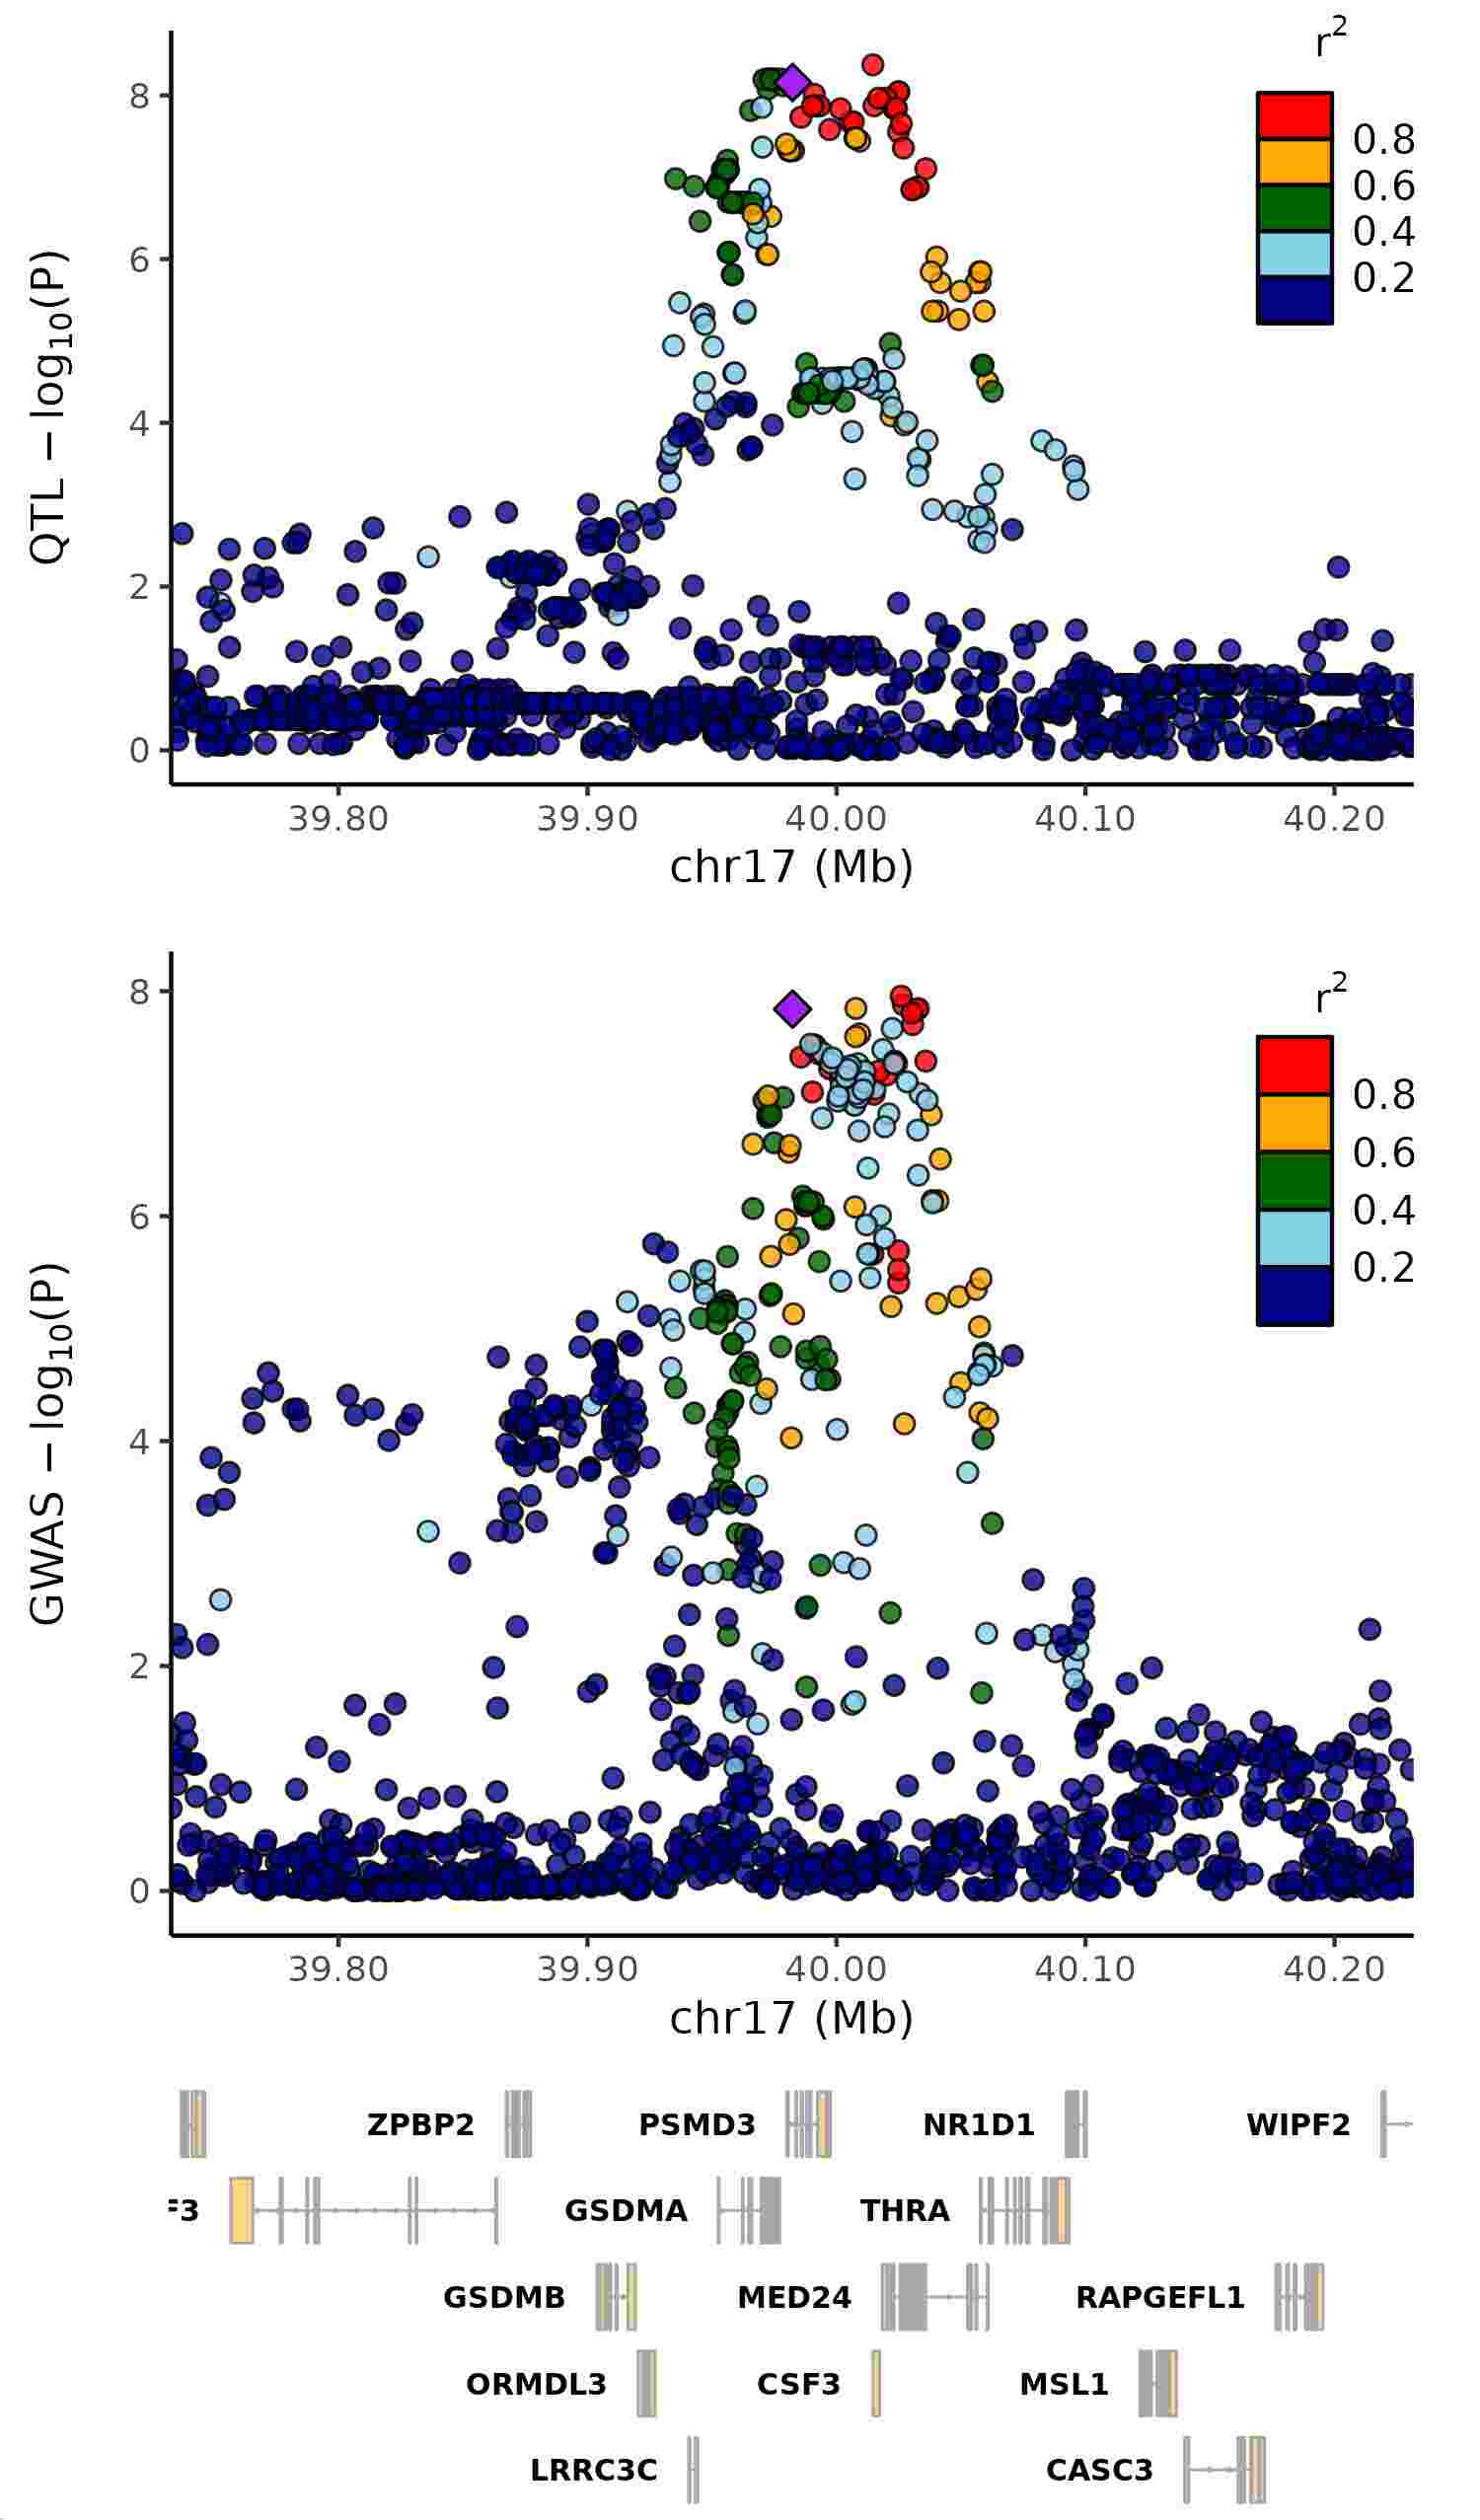 r²
8
6
4
2
0
0.8
0.6
0.4
0.2
QTL −log₁₀(P)
39.80 39.90 40.00 40.10 40.20
chr17 (Mb)
r²
8
6
4
2
0
0.8
0.6
0.4
0.2
GWAS −log₁₀(P)
39.80 39.90 40.00 40.10 40.20
chr17 (Mb)
ZPBP2 PSMD3 NR1D1 WIPF2
F3 GSDMA THRA
GSDMB MED24 RAPGEFL1
ORMDL3 CSF3 MSL1
LRRC3C CASC3